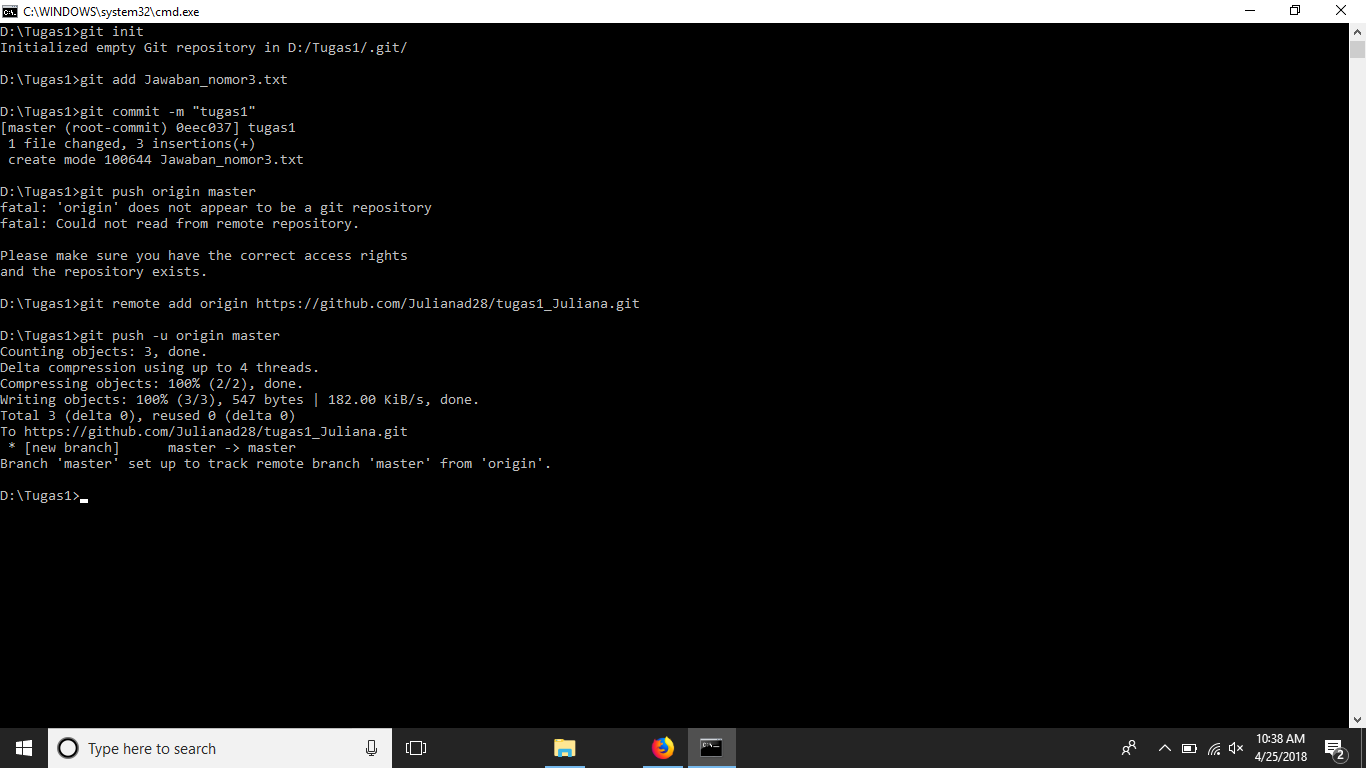 C:\WINDOWS\system32\cmd.exe
D:\Tugas1>git init
Initialized empty Git repository in D:/Tugas1/.git/
D:\Tugas1>git add Jawaban_nomor3.txt
D:\Tugas1>git commit -m "tugas1"
[master (root-commit) 0eec037] tugas1
 1 file changed, 3 insertions(+)
 create mode 100644 Jawaban_nomor3.txt
D:\Tugas1>git push origin master
fatal: 'origin' does not appear to be a git repository
fatal: Could not read from remote repository.
Please make sure you have the correct access rights
and the repository exists.
D:\Tugas1>git remote add origin https://github.com/Julianad28/tugas1_Juliana.git
D:\Tugas1>git push -u origin master
Counting objects: 3, done.
Delta compression using up to 4 threads.
Compressing objects: 100% (2/2), done.
Writing objects: 100% (3/3), 547 bytes | 182.00 KiB/s, done.
Total 3 (delta 0), reused 0 (delta 0)
To https://github.com/Julianad28/tugas1_Juliana.git
 * [new branch]      master -> master
Branch 'master' set up to track remote branch 'master' from 'origin'.
D:\Tugas1>
Type here to search
10:38 AM
4/25/2018
2